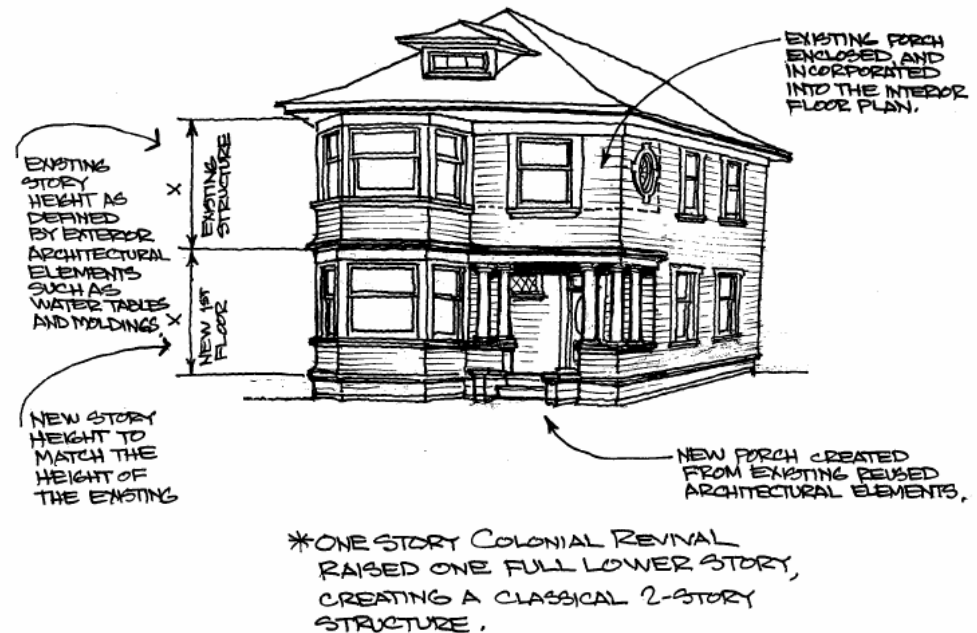 EXISTING PORCH
ENCLOSED, AND
INCORPORATED
INTO THE INTERIOR
FLOOR PLAN.
EXISTING
STORY
HEIGHT AS
DEFINED
BY EXTERIOR
ARCHITECTURAL
ELEMENTS
SUCH AS
WATER TABLES
AND MOLDINGS.
X
EXISTING
STRUCTURE
X
NEW 1ST
FLOOR
NEW STORY
HEIGHT TO
MATCH THE
HEIGHT OF
THE EXISTING
NEW PORCH CREATED
FROM EXISTING REUSED
ARCHITECTURAL ELEMENTS.
*ONE STORY COLONIAL REVIVAL
RAISED ONE FULL LOWER STORY,
CREATING A CLASSICAL 2-STORY
STRUCTURE.